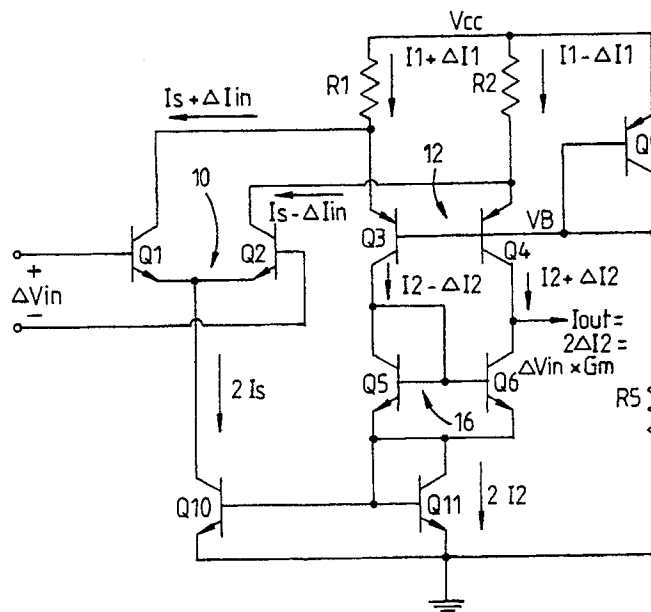 Vcc
I1+ΔI1
I1-ΔI1
R1
R2
Is+ΔIin
10
12
Is-ΔIin
VB
Q1
Q2
Q3
Q4
+
ΔVin
-
I2-ΔI2
I2+ΔI2
Iout=
2ΔI2=
ΔVin×Gm
Q5
Q6
R5
2 Is
16
Q10
Q11
2 I2